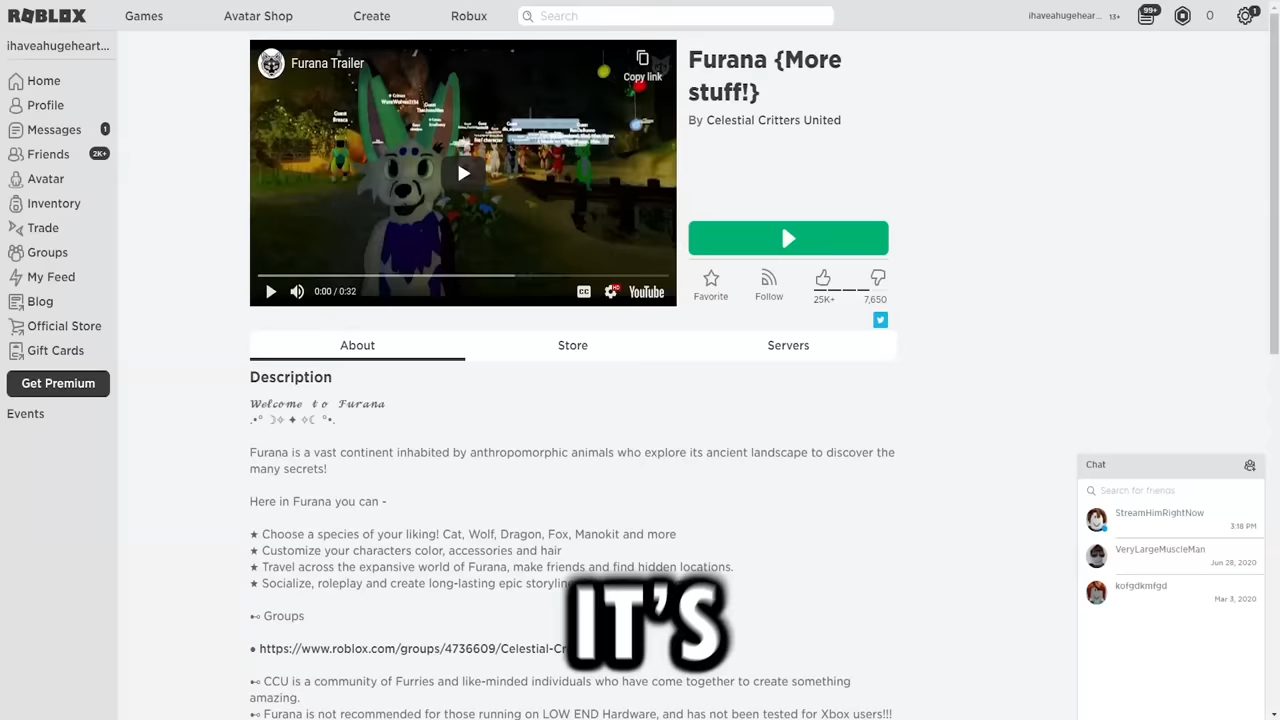 ROBLOX
Games
Avatar Shop
Create
Robux
Search
ihaveahugehear... 13+
99+
0
1
ihaveahugeheart...
Home
Profile
Messages 1
Friends 2K+
Avatar
Inventory
Trade
Groups
My Feed
Blog
Official Store
Gift Cards
Get Premium
Events
Furana Trailer
Copy link
0:00 / 0:32
CC
HD
YouTube
Furana {More
stuff!}
By Celestial Critters United
Favorite
Follow
25K+
7,650
About
Store
Servers
Description
𝓦𝓮𝓵𝓬𝓸𝓶𝓮 𝓽𝓸 𝓕𝓾𝓻𝓪𝓷𝓪
.•° ☽✧ ✦ ✧☾ °•.
Furana is a vast continent inhabited by anthropomorphic animals who explore its ancient landscape to discover the
many secrets!
Here in Furana you can -
★ Choose a species of your liking! Cat, Wolf, Dragon, Fox, Manokit and more
★ Customize your characters color, accessories and hair
★ Travel across the expansive world of Furana, make friends and find hidden locations.
★ Socialize, roleplay and create long-lasting epic storylin
⊷ Groups
● https://www.roblox.com/groups/4736609/Celestial-Cr
IT'S
⊷ CCU is a community of Furries and like-minded individuals who have come together to create something
amazing.
⊷ Furana is not recommended for those running on LOW END Hardware, and has not been tested for Xbox users!!!
Chat
Search for friends
StreamHimRightNow
3:18 PM
VeryLargeMuscleMan
Jun 28, 2020
kofgdkmfgd
Mar 3, 2020